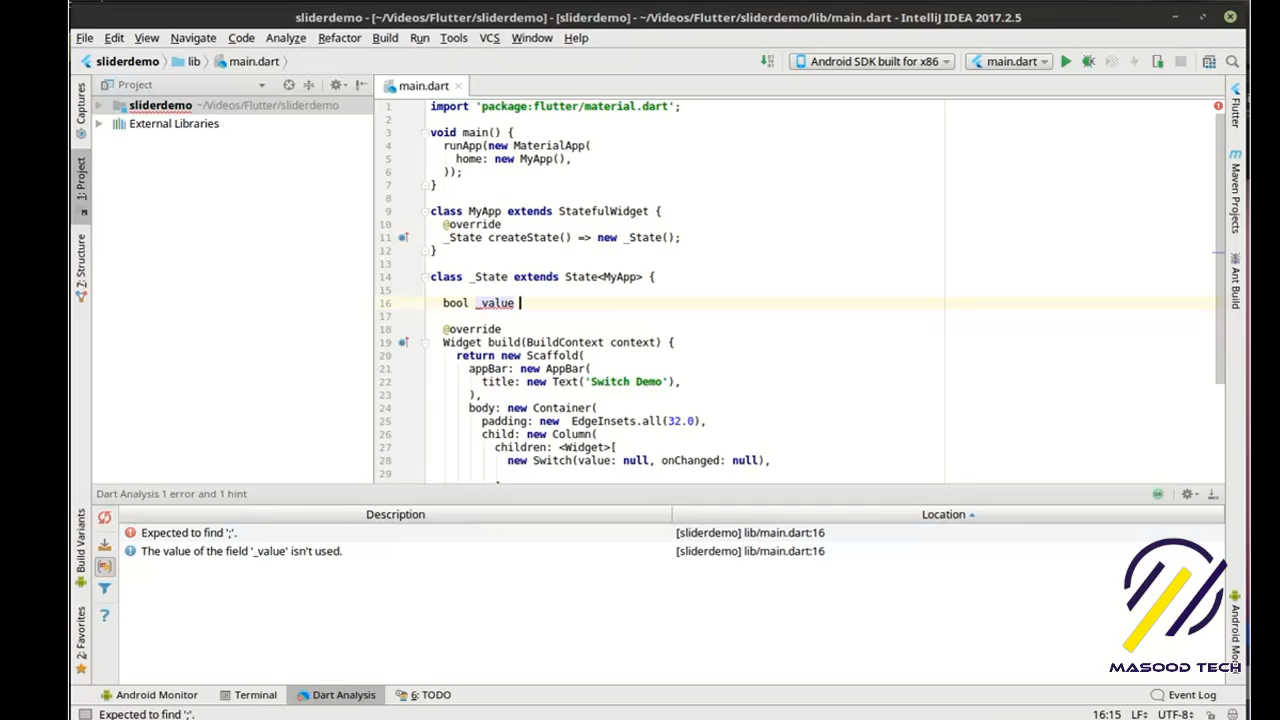 sliderdemo - [~/Videos/Flutter/sliderdemo] - [sliderdemo] - ~/Videos/Flutter/sliderdemo/lib/main.dart - IntelliJ IDEA 2017.2.5
File Edit View Navigate Code Analyze Refactor Build Run Tools VCS Window Help
sliderdemo lib main.dart Android SDK built for x86 main.dart
Project main.dart
sliderdemo ~/Videos/Flutter/sliderdemo
External Libraries
Captures
1: Project
7: Structure
Build Variants
2: Favorites
1 import 'package:flutter/material.dart';
2
3 void main() {
4 runApp(new MaterialApp(
5 home: new MyApp(),
6 ));
7 }
8
9 class MyApp extends StatefulWidget {
10 @override
11 _State createState() => new _State();
12 }
13
14 class _State extends State<MyApp> {
15
16 bool _value
17
18 @override
19 Widget build(BuildContext context) {
20 return new Scaffold(
21 appBar: new AppBar(
22 title: new Text('Switch Demo'),
23 ),
24 body: new Container(
25 padding: new EdgeInsets.all(32.0),
26 child: new Column(
27 children: <Widget>[
28 new Switch(value: null, onChanged: null),
29
Flutter
Maven Projects
Ant Build
Dart Analysis 1 error and 1 hint
Description Location
Expected to find ';'. [sliderdemo] lib/main.dart:16
The value of the field '_value' isn't used. [sliderdemo] lib/main.dart:16
MASOOD TECH
Android Monitor Terminal Dart Analysis 6: TODO Event Log
Expected to find ';'. 16:15 LF UTF-8